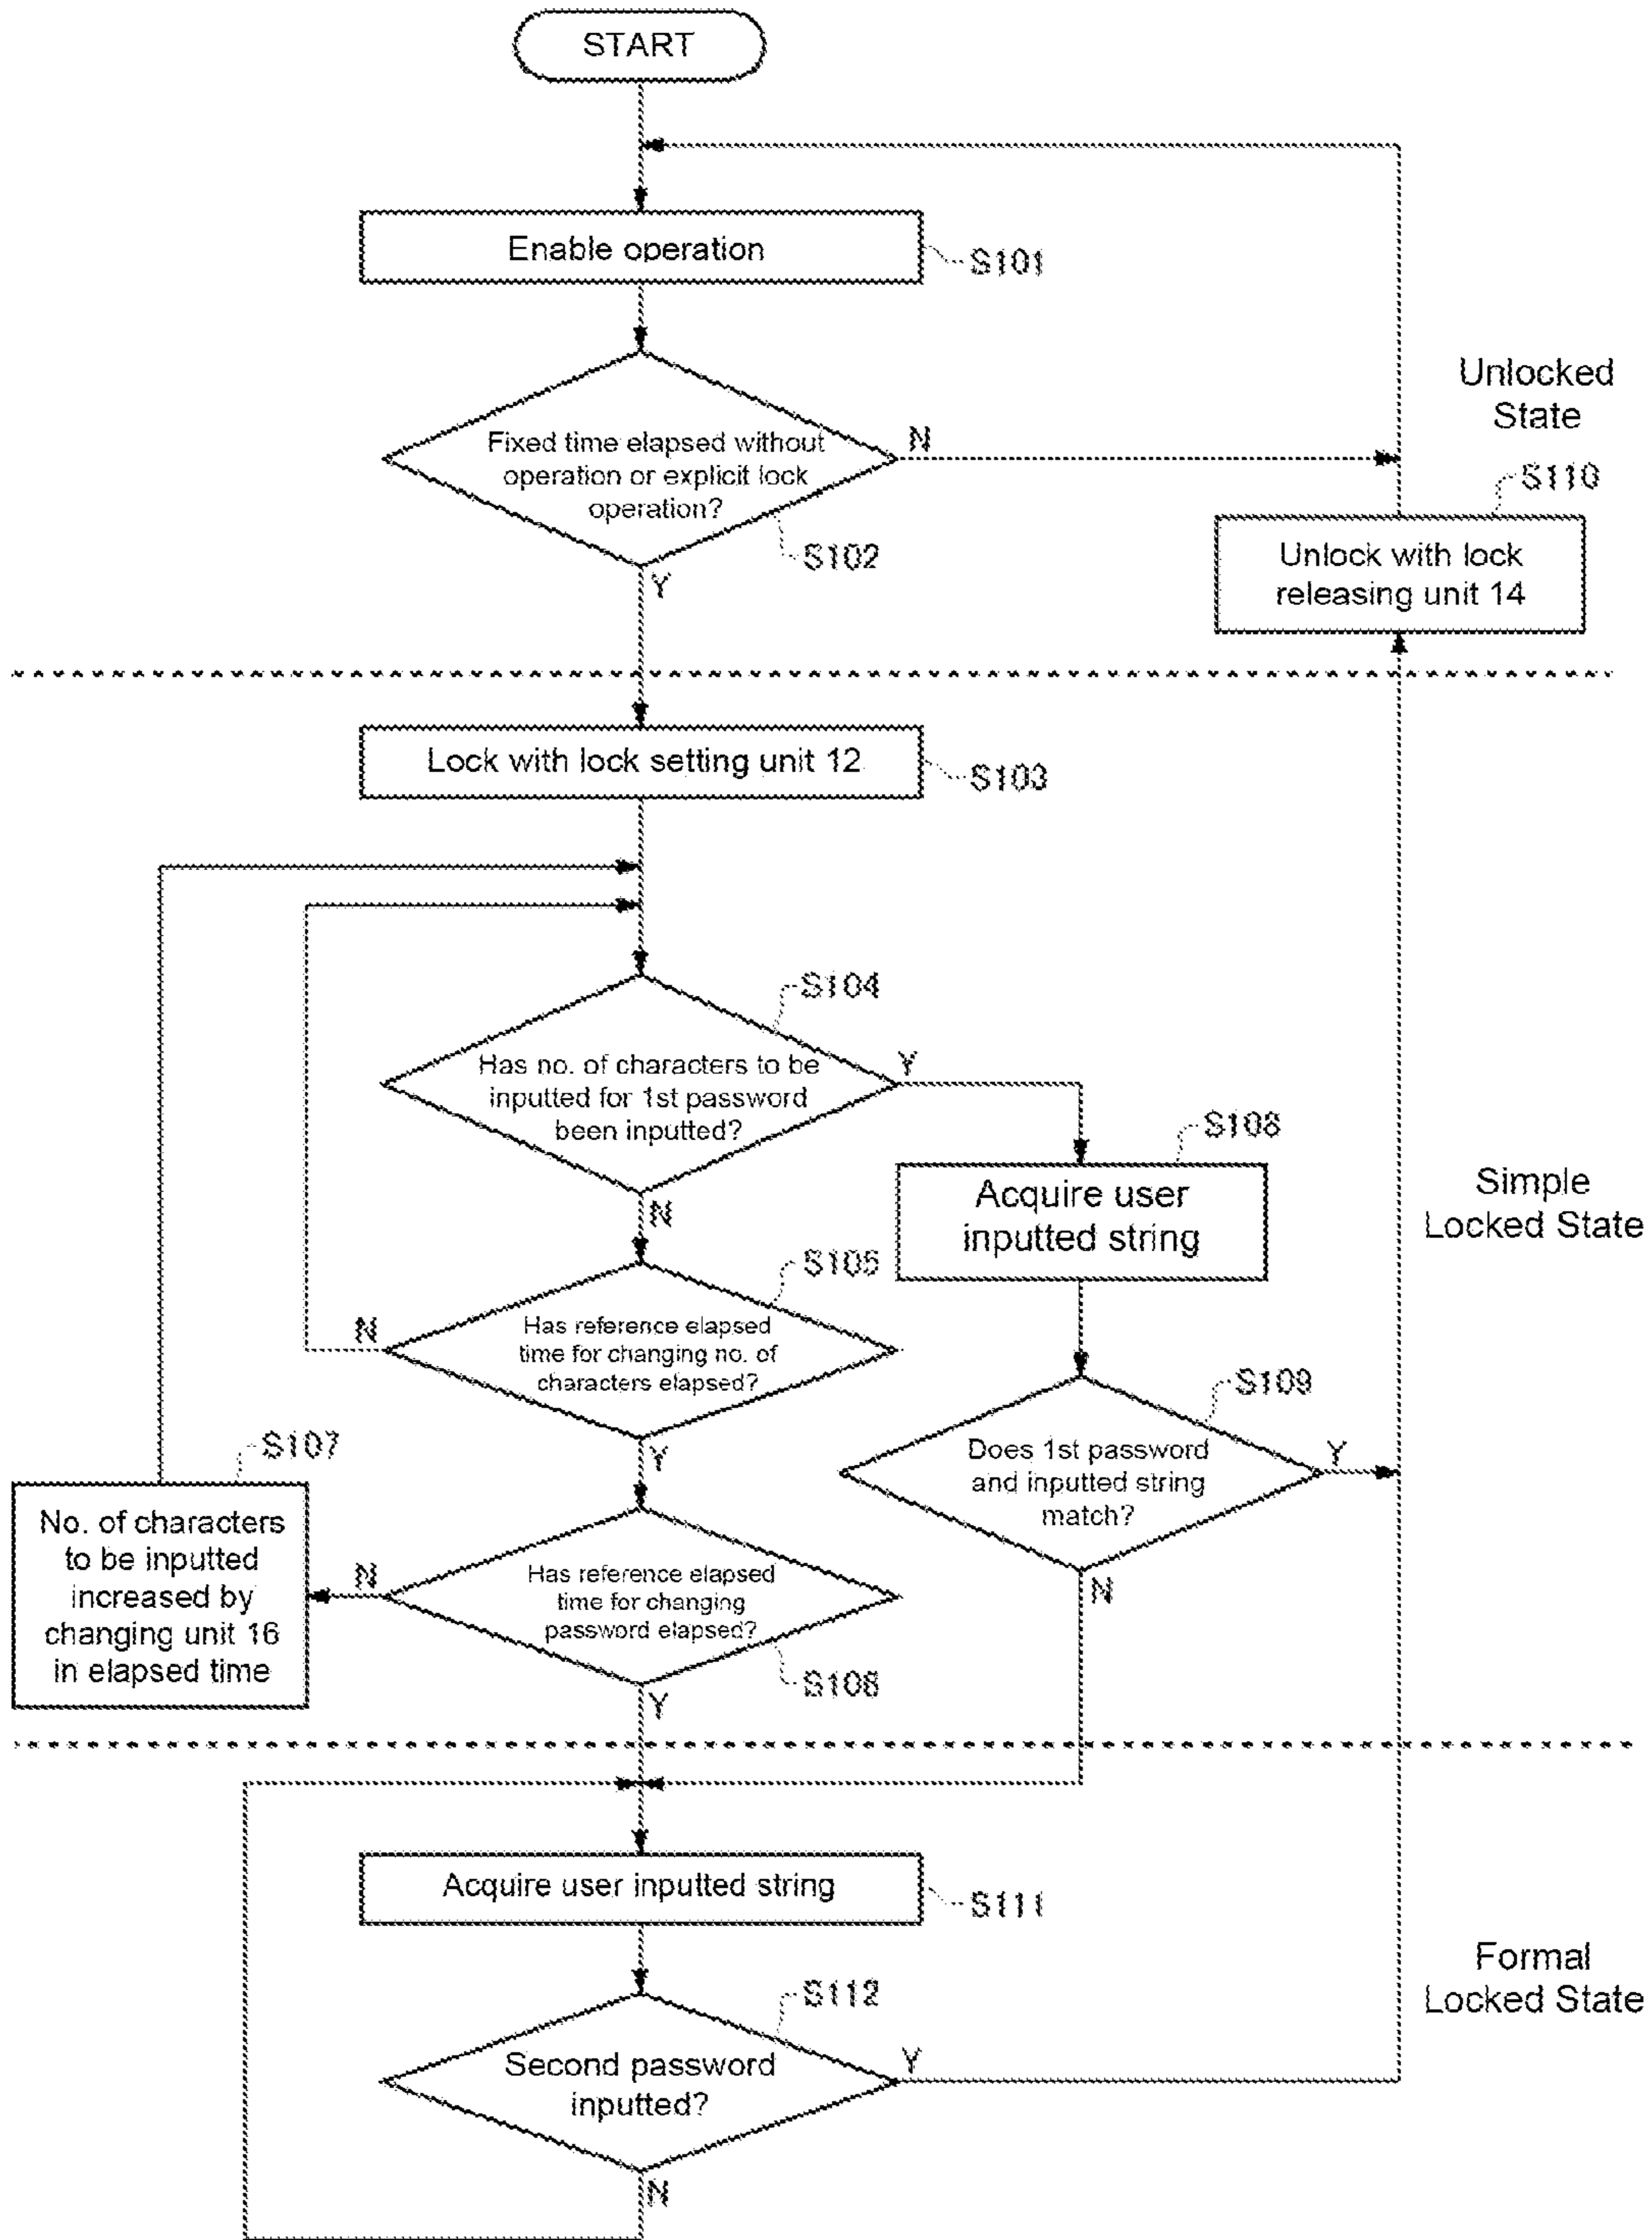 START
Enable operation
S101
Fixed time elapsed without
operation or explicit lock
operation?
N
S102
Y
Unlocked
State
S110
Unlock with lock
releasing unit 14
Lock with lock setting unit 12
S103
S104
Has no. of characters to be
inputted for 1st password
been inputted?
Y
N
S108
Acquire user
inputted string
Simple
Locked State
S105
Has reference elapsed
time for changing no. of
characters elapsed?
N
Y
S109
Does 1st password
and inputted string
match?
Y
N
S107
No. of characters
to be inputted
increased by
changing unit 16
in elapsed time
N
Has reference elapsed
time for changing
password elapsed?
S106
Y
Acquire user inputted string
S111
Formal
Locked State
S112
Second password
inputted?
Y
N